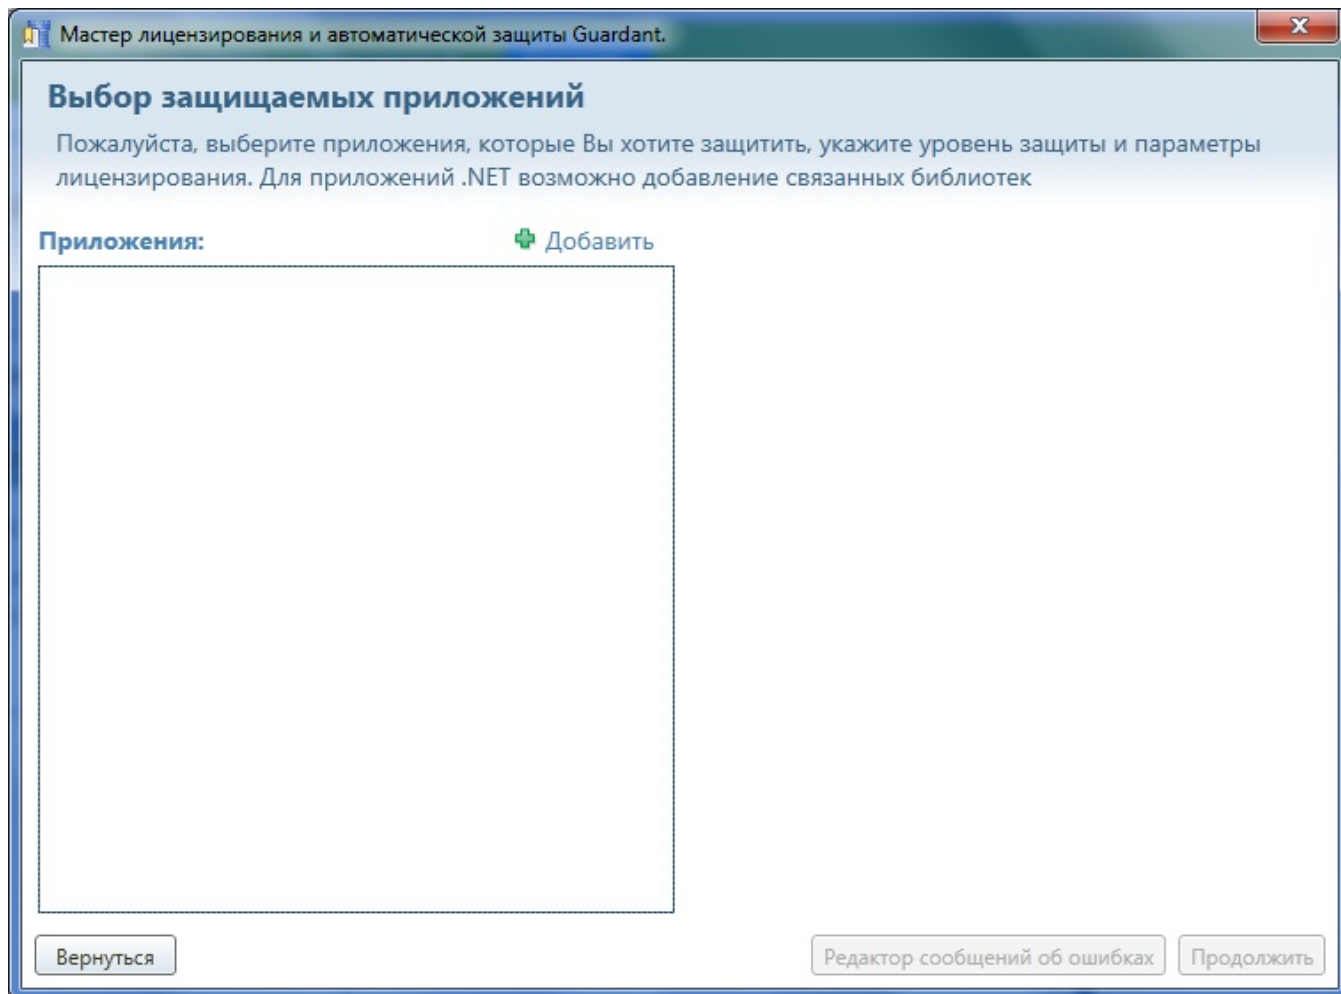 Мастер лицензирования и автоматической защиты Guardant.
Выбор защищаемых приложений
Пожалуйста, выберите приложения, которые Вы хотите защитить, укажите уровень защиты и параметры
лицензирования. Для приложений .NET возможно добавление связанных библиотек
Приложения:
Добавить
Вернуться
Редактор сообщений об ошибках
Продолжить